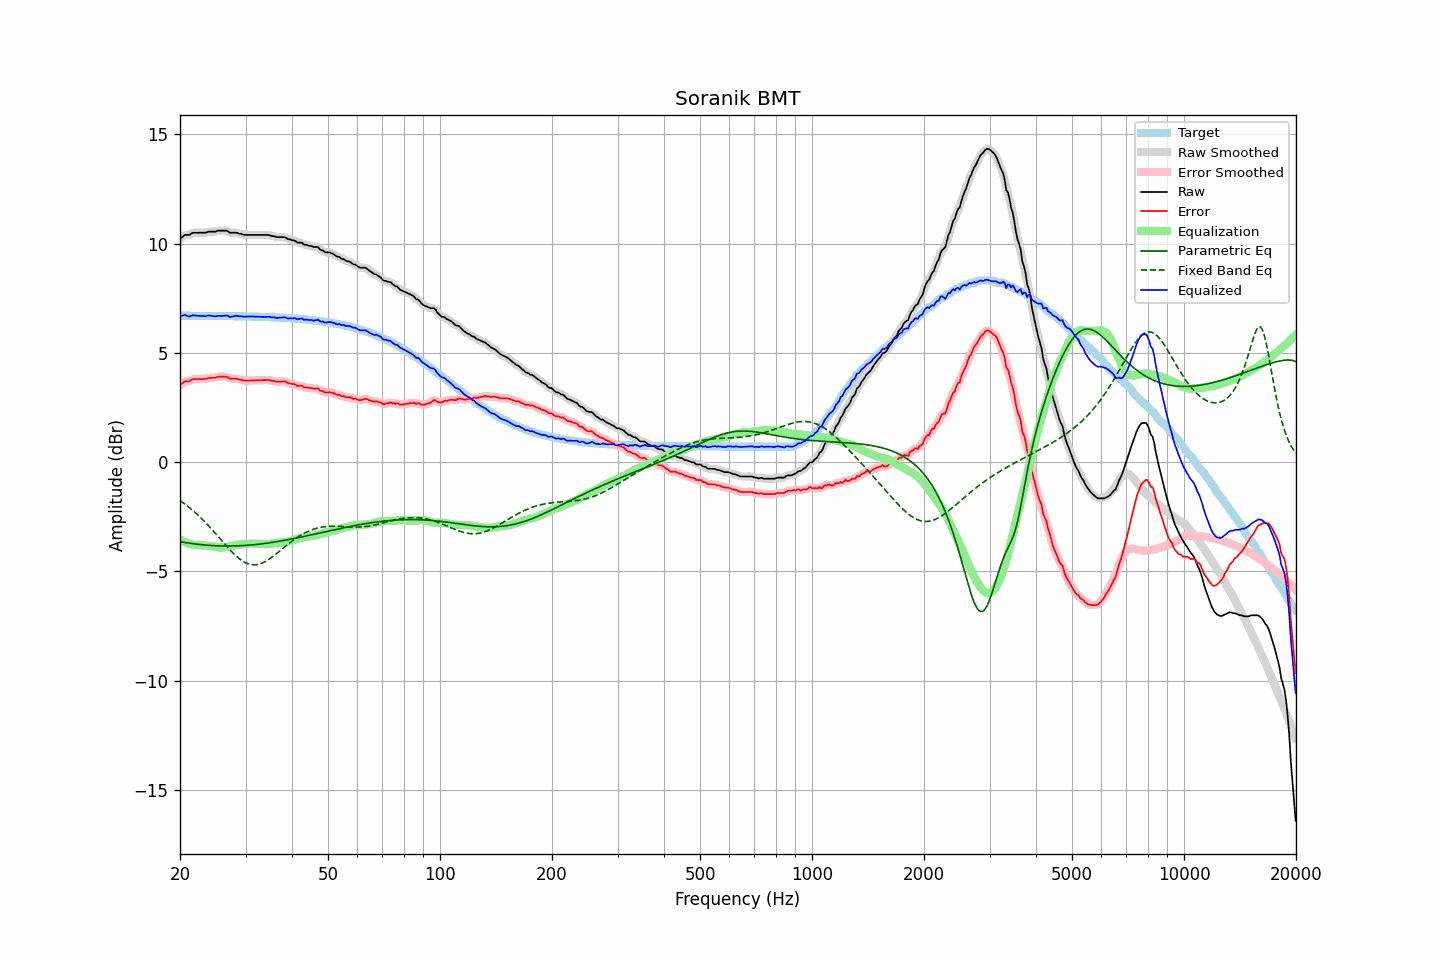 Soranik BMT
Target
Raw Smoothed
Error Smoothed
Raw
Error
Equalization
Parametric Eq
Fixed Band Eq
Equalized
15
10
5
0
−5
−10
−15
Amplitude (dBr)
20 50 100 200 500 1000 2000 5000 10000 20000
Frequency (Hz)